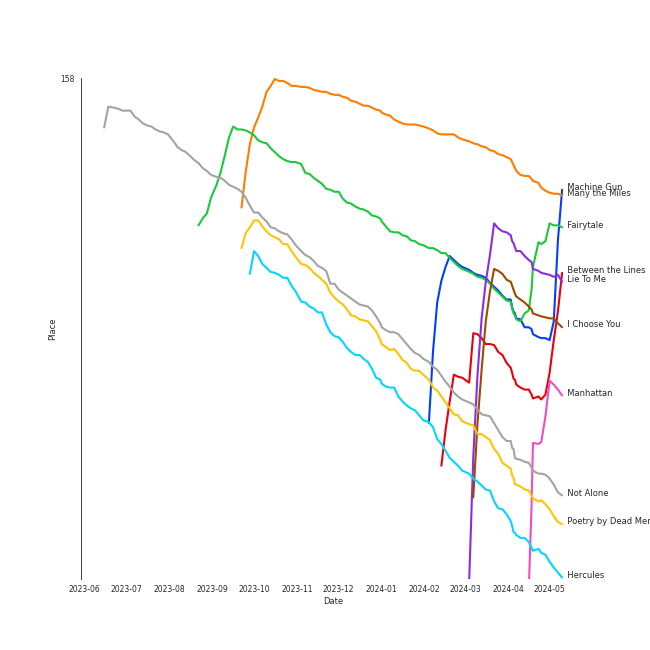 158
Machine Gun
Many the Miles
Fairytale
Between the Lines
Lie To Me
I Choose You
Manhattan
Not Alone
Poetry by Dead Mer
Hercules
Place
2023-06 2023-07 2023-08 2023-09 2023-10 2023-11 2023-12 2024-01 2024-02 2024-03 2024-04 2024-05
Date